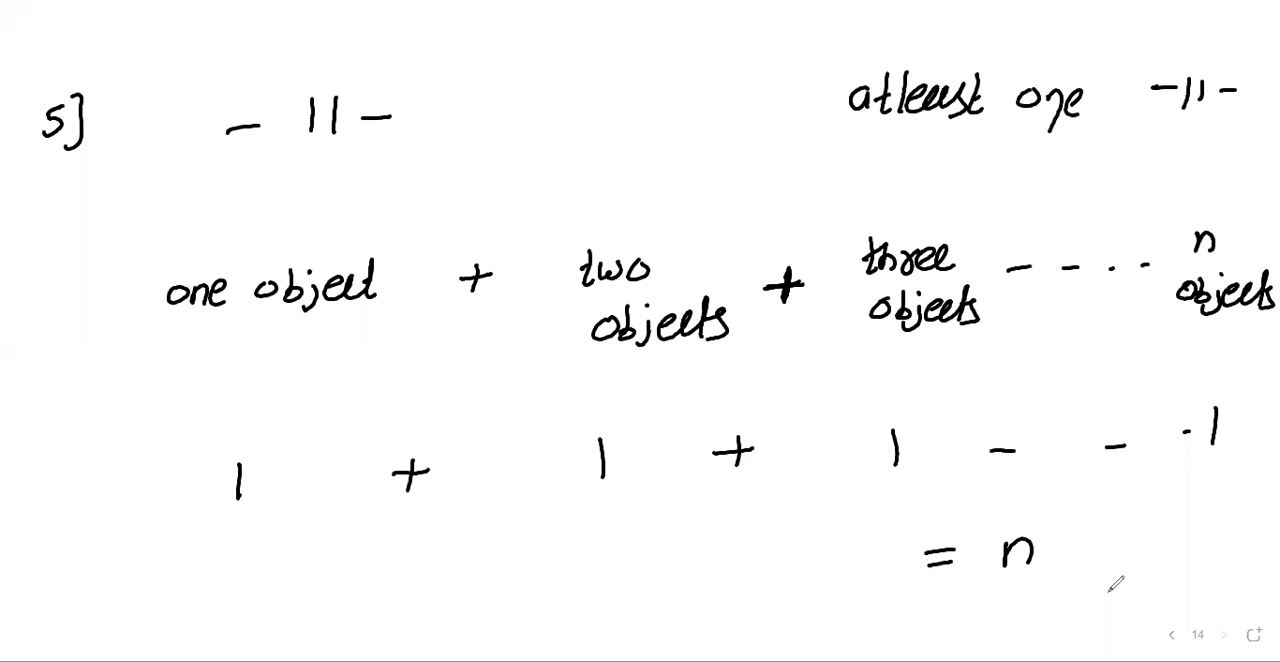 5] - 11 - atleast one -11-
one object + two objects + three objects - - . . - n objects
1 + 1 + 1 - - . 1
= n
14